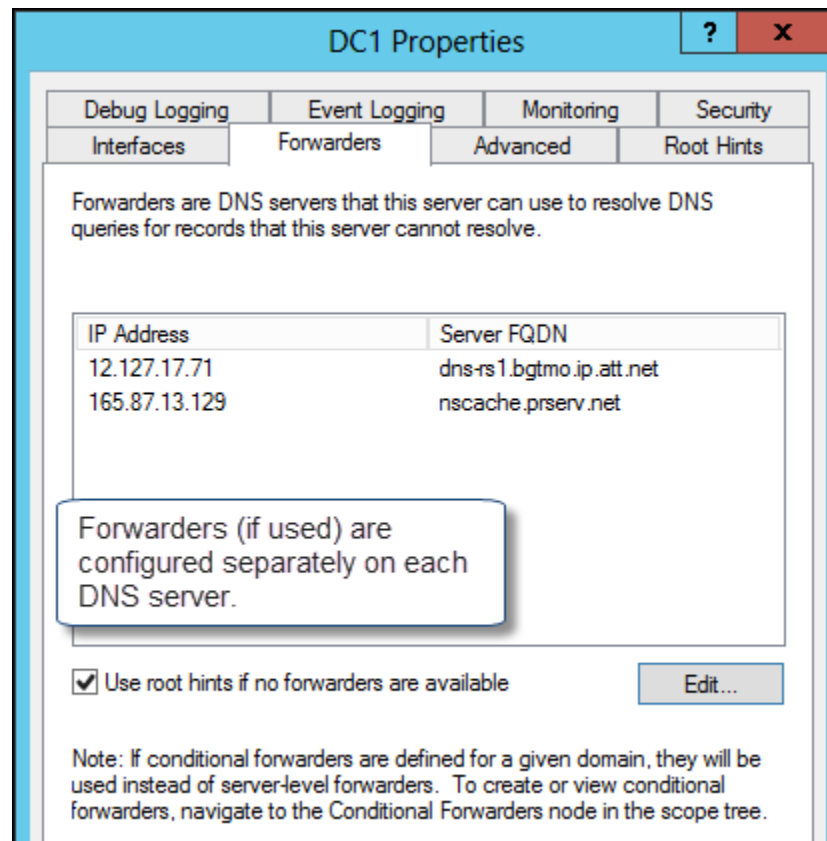 DC1 Properties
?
x
Debug Logging Event Logging Monitoring Security
Interfaces Forwarders Advanced Root Hints
Forwarders are DNS servers that this server can use to resolve DNS
queries for records that this server cannot resolve.
IP Address Server FQDN
12.127.17.71 dns-rs1.bgtmo.ip.att.net
165.87.13.129 nscache.prserv.net
Forwarders (if used) are
configured separately on each
DNS server.
Use root hints if no forwarders are available
Edit...
Note: If conditional forwarders are defined for a given domain, they will be
used instead of server-level forwarders. To create or view conditional
forwarders, navigate to the Conditional Forwarders node in the scope tree.